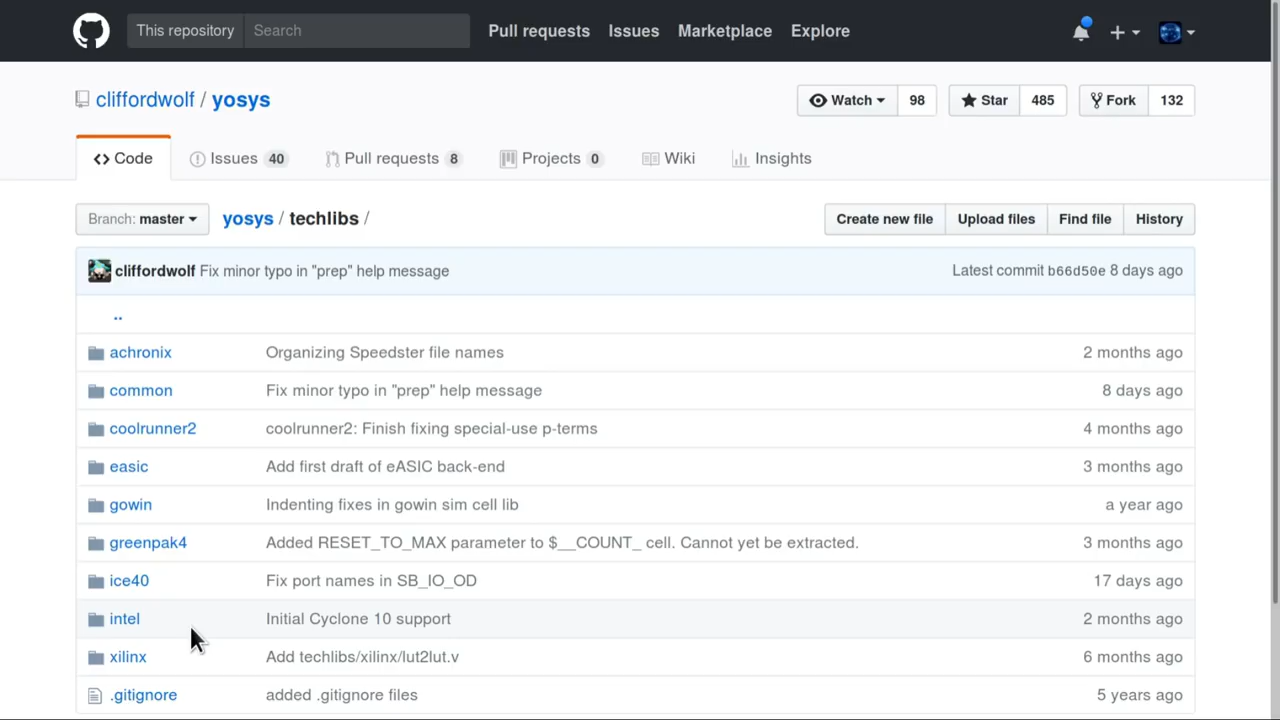 This repository Search Pull requests Issues Marketplace Explore
cliffordwolf / yosys Watch 98 Star 485 Fork 132
Code Issues 40 Pull requests 8 Projects 0 Wiki Insights
Branch: master yosys / techlibs / Create new file Upload files Find file History
cliffordwolf Fix minor typo in "prep" help message Latest commit b66d50e 8 days ago
..
achronix Organizing Speedster file names 2 months ago
common Fix minor typo in "prep" help message 8 days ago
coolrunner2 coolrunner2: Finish fixing special-use p-terms 4 months ago
easic Add first draft of eASIC back-end 3 months ago
gowin Indenting fixes in gowin sim cell lib a year ago
greenpak4 Added RESET_TO_MAX parameter to $__COUNT_ cell. Cannot yet be extracted. 3 months ago
ice40 Fix port names in SB_IO_OD 17 days ago
intel Initial Cyclone 10 support 2 months ago
xilinx Add techlibs/xilinx/lut2lut.v 6 months ago
.gitignore added .gitignore files 5 years ago